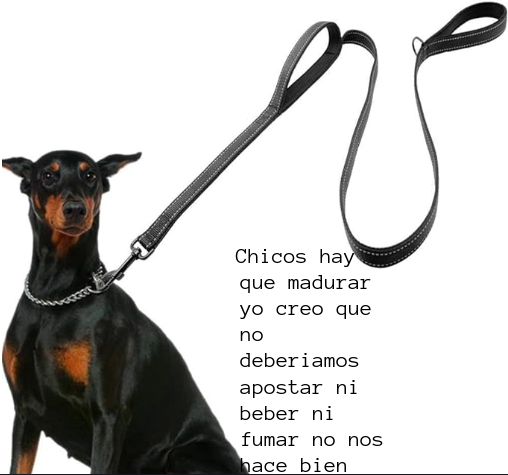 Chicos hay
que madurar
yo creo que
no
deberiamos
apostar ni
beber ni
fumar no nos
hace bien